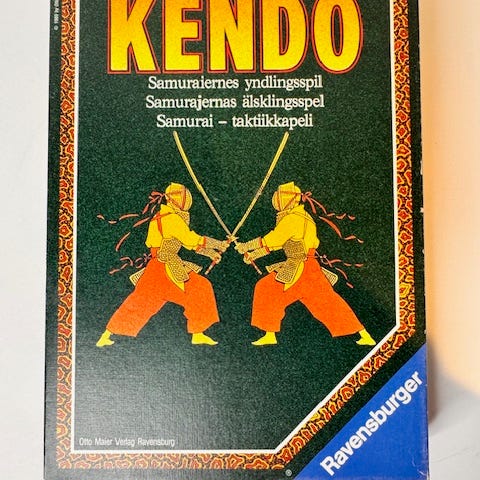 KENDO
Samuraiernes yndlingsspil
Samurajernas älsklingsspel
Samurai – taktiikkapeli
Otto Maier Verlag Ravensburg
Ravensburger
®